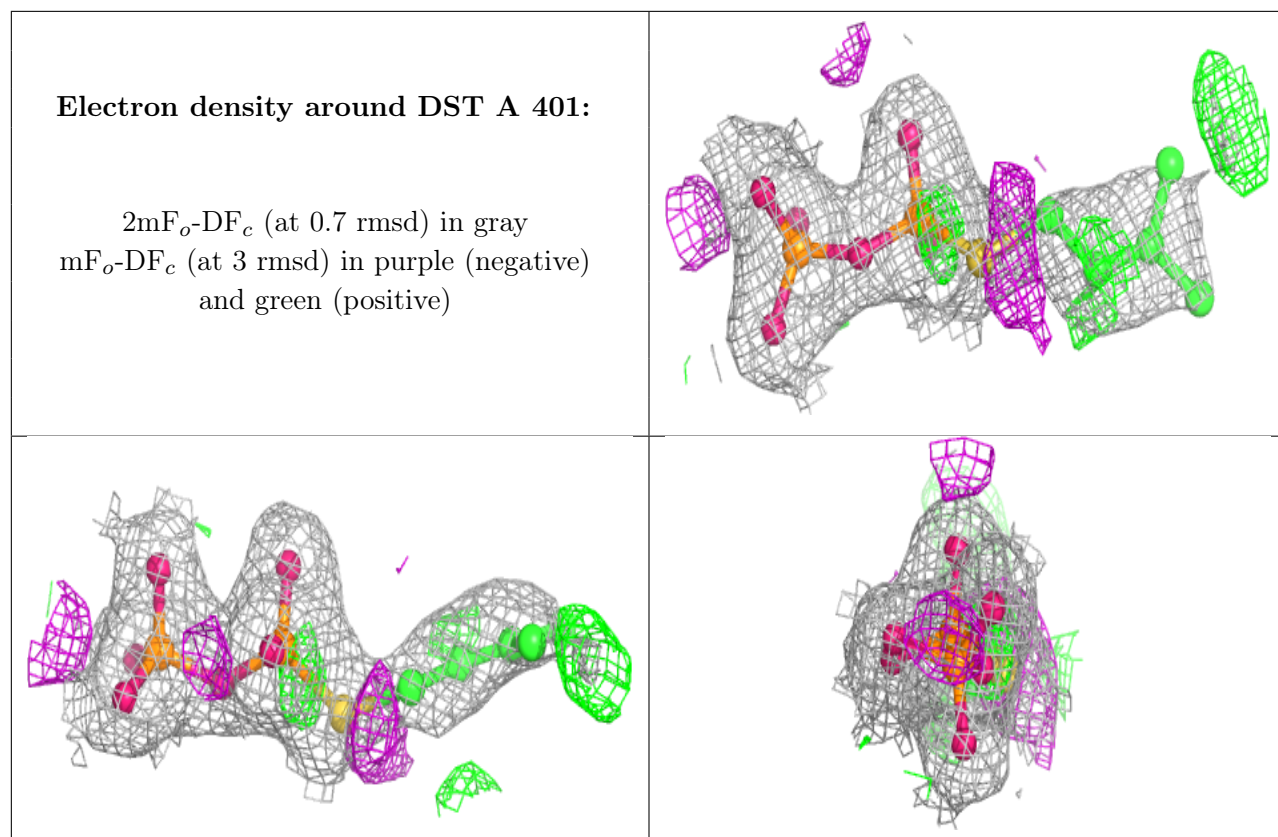 Electron density around DST A 401:
2mFₒ-DF𝒸 (at 0.7 rmsd) in gray
mFₒ-DF𝒸 (at 3 rmsd) in purple (negative)
and green (positive)